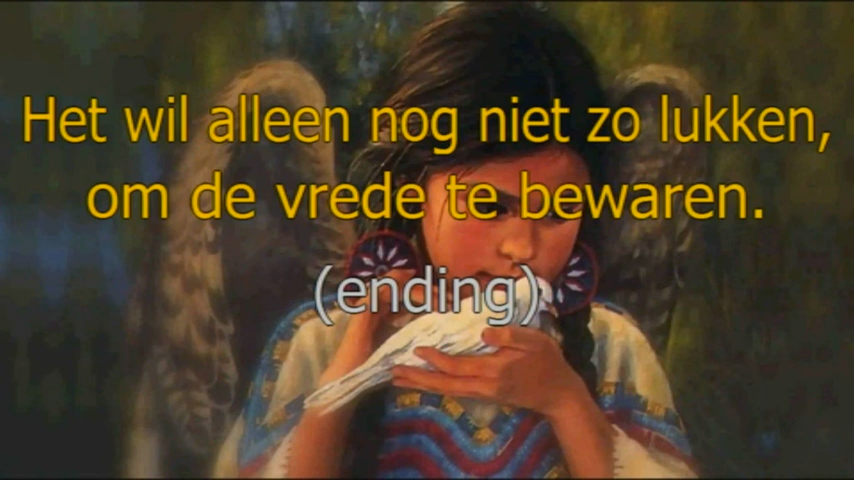 Het wil alleen nog niet zo lukken,
om de vrede te bewaren.
(ending)